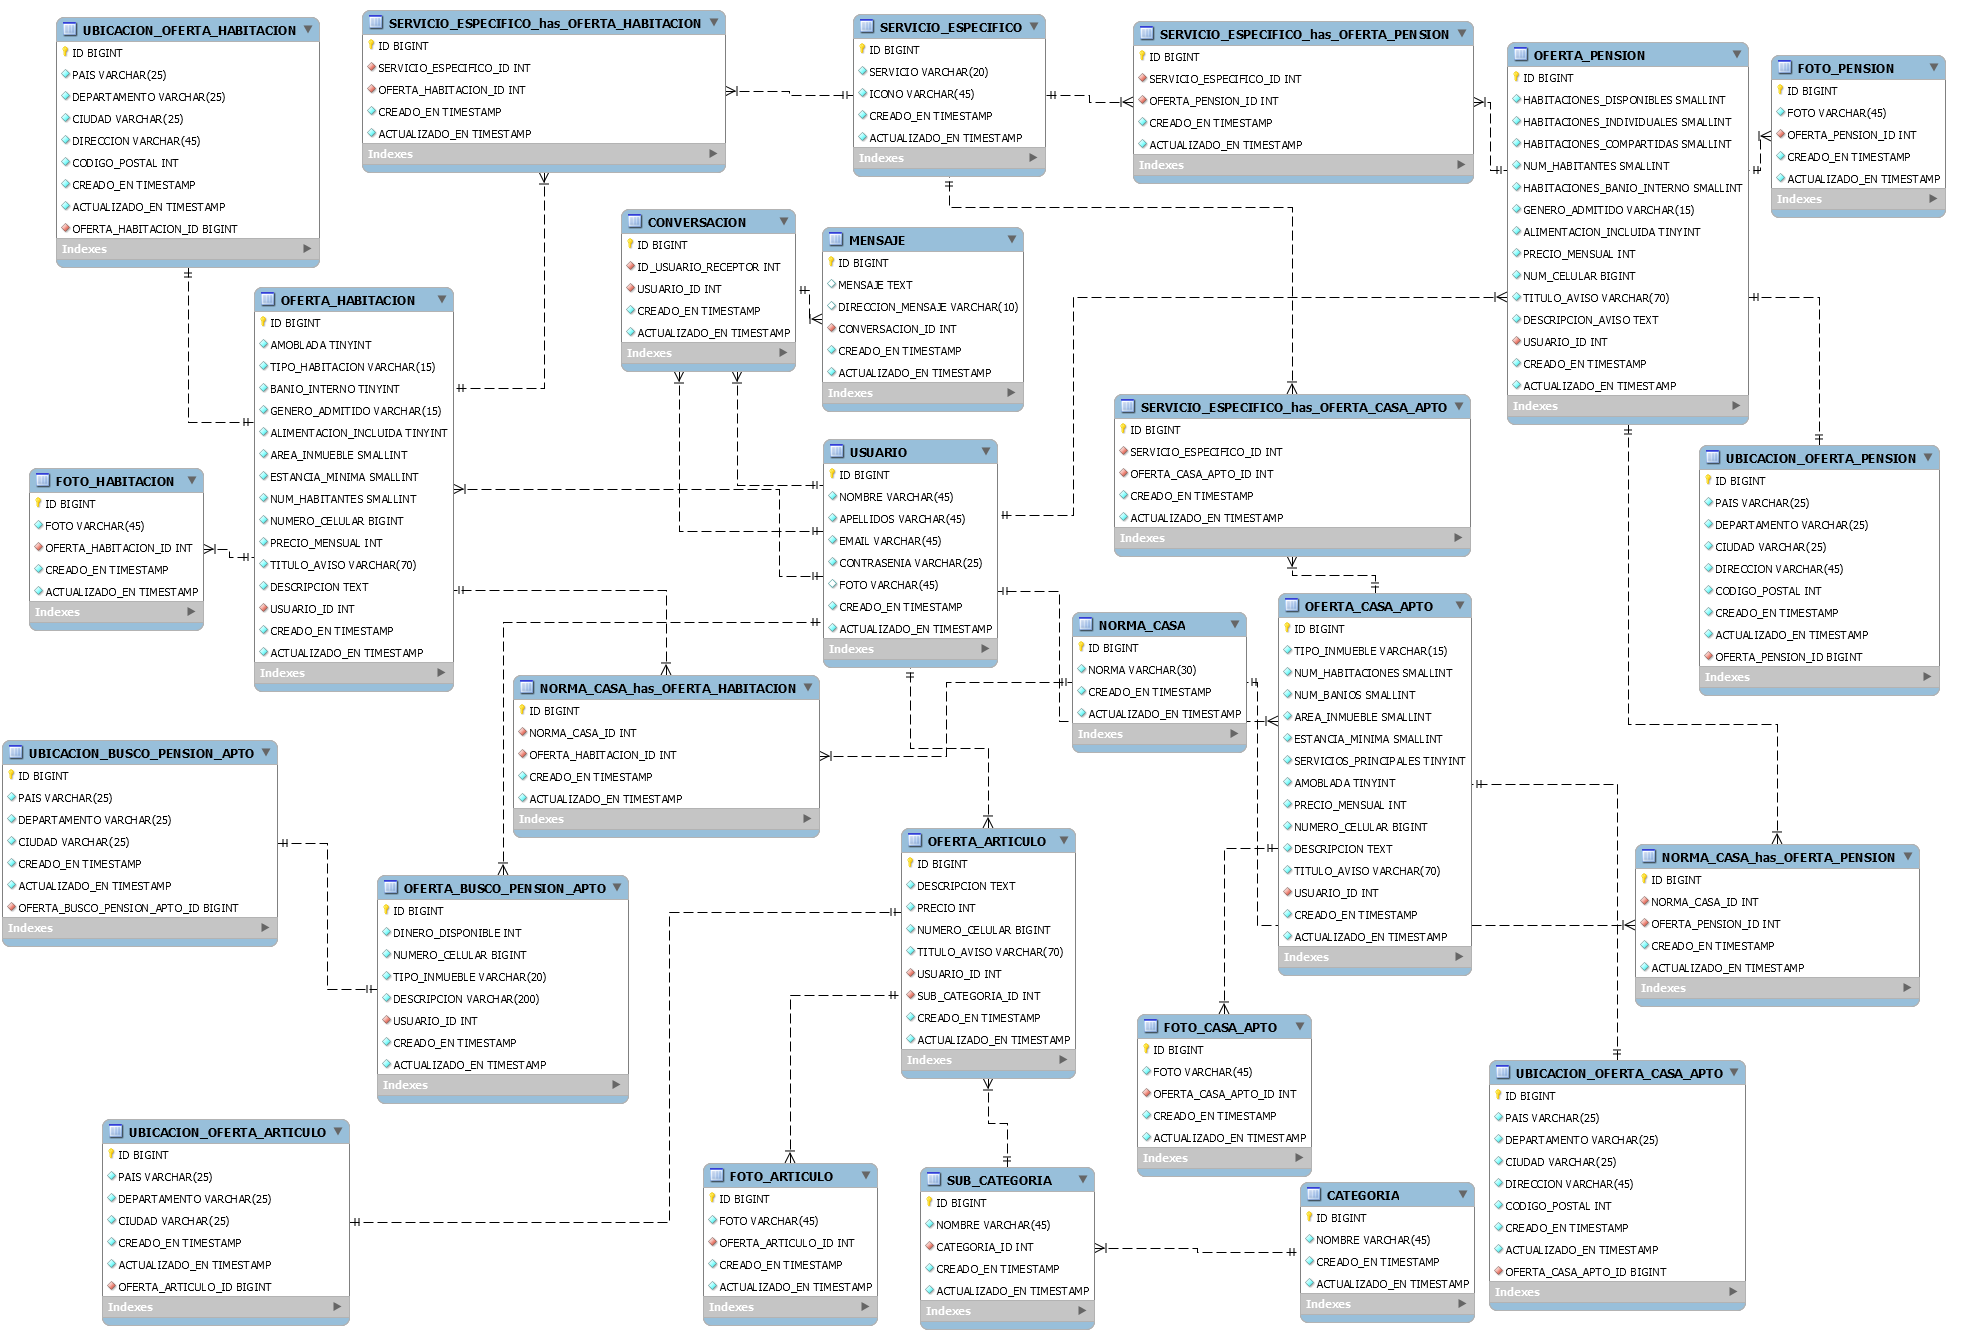 UBICACION_OFERTA_HABITACION
ID BIGINT
PAIS VARCHAR(25)
DEPARTAMENTO VARCHAR(25)
CIUDAD VARCHAR(25)
DIRECCION VARCHAR(45)
CODIGO_POSTAL INT
CREADO_EN TIMESTAMP
ACTUALIZADO_EN TIMESTAMP
OFERTA_HABITACION_ID BIGINT
Indexes
SERVICIO_ESPECIFICO_has_OFERTA_HABITACION
ID BIGINT
SERVICIO_ESPECIFICO_ID INT
OFERTA_HABITACION_ID INT
CREADO_EN TIMESTAMP
ACTUALIZADO_EN TIMESTAMP
Indexes
SERVICIO_ESPECIFICO
ID BIGINT
SERVICIO VARCHAR(20)
ICONO VARCHAR(45)
CREADO_EN TIMESTAMP
ACTUALIZADO_EN TIMESTAMP
Indexes
SERVICIO_ESPECIFICO_has_OFERTA_PENSION
ID BIGINT
SERVICIO_ESPECIFICO_ID INT
OFERTA_PENSION_ID INT
CREADO_EN TIMESTAMP
ACTUALIZADO_EN TIMESTAMP
Indexes
OFERTA_PENSION
ID BIGINT
HABITACIONES_DISPONIBLES SMALLINT
HABITACIONES_INDIVIDUALES SMALLINT
HABITACIONES_COMPARTIDAS SMALLINT
NUM_HABITANTES SMALLINT
HABITACIONES_BANIO_INTERNO SMALLINT
GENERO_ADMITIDO VARCHAR(15)
ALIMENTACION_INCLUIDA TINYINT
PRECIO_MENSUAL INT
NUM_CELULAR BIGINT
TITULO_AVISO VARCHAR(70)
DESCRIPCION_AVISO TEXT
USUARIO_ID INT
CREADO_EN TIMESTAMP
ACTUALIZADO_EN TIMESTAMP
Indexes
FOTO_PENSION
ID BIGINT
FOTO VARCHAR(45)
OFERTA_PENSION_ID INT
CREADO_EN TIMESTAMP
ACTUALIZADO_EN TIMESTAMP
Indexes
CONVERSACION
ID BIGINT
ID_USUARIO_RECEPTOR INT
USUARIO_ID INT
CREADO_EN TIMESTAMP
ACTUALIZADO_EN TIMESTAMP
Indexes
MENSAJE
ID BIGINT
MENSAJE TEXT
DIRECCION_MENSAJE VARCHAR(10)
CONVERSACION_ID INT
CREADO_EN TIMESTAMP
ACTUALIZADO_EN TIMESTAMP
Indexes
OFERTA_HABITACION
ID BIGINT
AMOBLADA TINYINT
TIPO_HABITACION VARCHAR(15)
BANIO_INTERNO TINYINT
GENERO_ADMITIDO VARCHAR(15)
ALIMENTACION_INCLUIDA TINYINT
AREA_INMUEBLE SMALLINT
ESTANCIA_MINIMA SMALLINT
NUM_HABITANTES SMALLINT
NUMERO_CELULAR BIGINT
PRECIO_MENSUAL INT
TITULO_AVISO VARCHAR(70)
DESCRIPCION TEXT
USUARIO_ID INT
CREADO_EN TIMESTAMP
ACTUALIZADO_EN TIMESTAMP
Indexes
FOTO_HABITACION
ID BIGINT
FOTO VARCHAR(45)
OFERTA_HABITACION_ID INT
CREADO_EN TIMESTAMP
ACTUALIZADO_EN TIMESTAMP
Indexes
USUARIO
ID BIGINT
NOMBRE VARCHAR(45)
APELLIDOS VARCHAR(45)
EMAIL VARCHAR(45)
CONTRASENIA VARCHAR(25)
FOTO VARCHAR(45)
CREADO_EN TIMESTAMP
ACTUALIZADO_EN TIMESTAMP
Indexes
SERVICIO_ESPECIFICO_has_OFERTA_CASA_APTO
ID BIGINT
SERVICIO_ESPECIFICO_ID INT
OFERTA_CASA_APTO_ID INT
CREADO_EN TIMESTAMP
ACTUALIZADO_EN TIMESTAMP
Indexes
UBICACION_OFERTA_PENSION
ID BIGINT
PAIS VARCHAR(25)
DEPARTAMENTO VARCHAR(25)
CIUDAD VARCHAR(25)
DIRECCION VARCHAR(45)
CODIGO_POSTAL INT
CREADO_EN TIMESTAMP
ACTUALIZADO_EN TIMESTAMP
OFERTA_PENSION_ID BIGINT
Indexes
NORMA_CASA
ID BIGINT
NORMA VARCHAR(30)
CREADO_EN TIMESTAMP
ACTUALIZADO_EN TIMESTAMP
Indexes
OFERTA_CASA_APTO
ID BIGINT
TIPO_INMUEBLE VARCHAR(15)
NUM_HABITACIONES SMALLINT
NUM_BANIOS SMALLINT
AREA_INMUEBLE SMALLINT
ESTANCIA_MINIMA SMALLINT
SERVICIOS_PRINCIPALES TINYINT
AMOBLADA TINYINT
PRECIO_MENSUAL INT
NUMERO_CELULAR BIGINT
DESCRIPCION TEXT
TITULO_AVISO VARCHAR(70)
USUARIO_ID INT
CREADO_EN TIMESTAMP
ACTUALIZADO_EN TIMESTAMP
Indexes
NORMA_CASA_has_OFERTA_HABITACION
ID BIGINT
NORMA_CASA_ID INT
OFERTA_HABITACION_ID INT
CREADO_EN TIMESTAMP
ACTUALIZADO_EN TIMESTAMP
Indexes
UBICACION_BUSCO_PENSION_APTO
ID BIGINT
PAIS VARCHAR(25)
DEPARTAMENTO VARCHAR(25)
CIUDAD VARCHAR(25)
CREADO_EN TIMESTAMP
ACTUALIZADO_EN TIMESTAMP
OFERTA_BUSCO_PENSION_APTO_ID BIGINT
Indexes
OFERTA_BUSCO_PENSION_APTO
ID BIGINT
DINERO_DISPONIBLE INT
NUMERO_CELULAR BIGINT
TIPO_INMUEBLE VARCHAR(20)
DESCRIPCION VARCHAR(200)
USUARIO_ID INT
CREADO_EN TIMESTAMP
ACTUALIZADO_EN TIMESTAMP
Indexes
OFERTA_ARTICULO
ID BIGINT
DESCRIPCION TEXT
PRECIO INT
NUMERO_CELULAR BIGINT
TITULO_AVISO VARCHAR(70)
USUARIO_ID INT
SUB_CATEGORIA_ID INT
CREADO_EN TIMESTAMP
ACTUALIZADO_EN TIMESTAMP
Indexes
NORMA_CASA_has_OFERTA_PENSION
ID BIGINT
NORMA_CASA_ID INT
OFERTA_PENSION_ID INT
CREADO_EN TIMESTAMP
ACTUALIZADO_EN TIMESTAMP
Indexes
FOTO_CASA_APTO
ID BIGINT
FOTO VARCHAR(45)
OFERTA_CASA_APTO_ID INT
CREADO_EN TIMESTAMP
ACTUALIZADO_EN TIMESTAMP
Indexes
UBICACION_OFERTA_CASA_APTO
ID BIGINT
PAIS VARCHAR(25)
DEPARTAMENTO VARCHAR(25)
CIUDAD VARCHAR(25)
DIRECCION VARCHAR(45)
CODIGO_POSTAL INT
CREADO_EN TIMESTAMP
ACTUALIZADO_EN TIMESTAMP
OFERTA_CASA_APTO_ID BIGINT
Indexes
UBICACION_OFERTA_ARTICULO
ID BIGINT
PAIS VARCHAR(25)
DEPARTAMENTO VARCHAR(25)
CIUDAD VARCHAR(25)
CREADO_EN TIMESTAMP
ACTUALIZADO_EN TIMESTAMP
OFERTA_ARTICULO_ID BIGINT
Indexes
FOTO_ARTICULO
ID BIGINT
FOTO VARCHAR(45)
OFERTA_ARTICULO_ID INT
CREADO_EN TIMESTAMP
ACTUALIZADO_EN TIMESTAMP
Indexes
SUB_CATEGORIA
ID BIGINT
NOMBRE VARCHAR(45)
CATEGORIA_ID INT
CREADO_EN TIMESTAMP
ACTUALIZADO_EN TIMESTAMP
Indexes
CATEGORIA
ID BIGINT
NOMBRE VARCHAR(45)
CREADO_EN TIMESTAMP
ACTUALIZADO_EN TIMESTAMP
Indexes